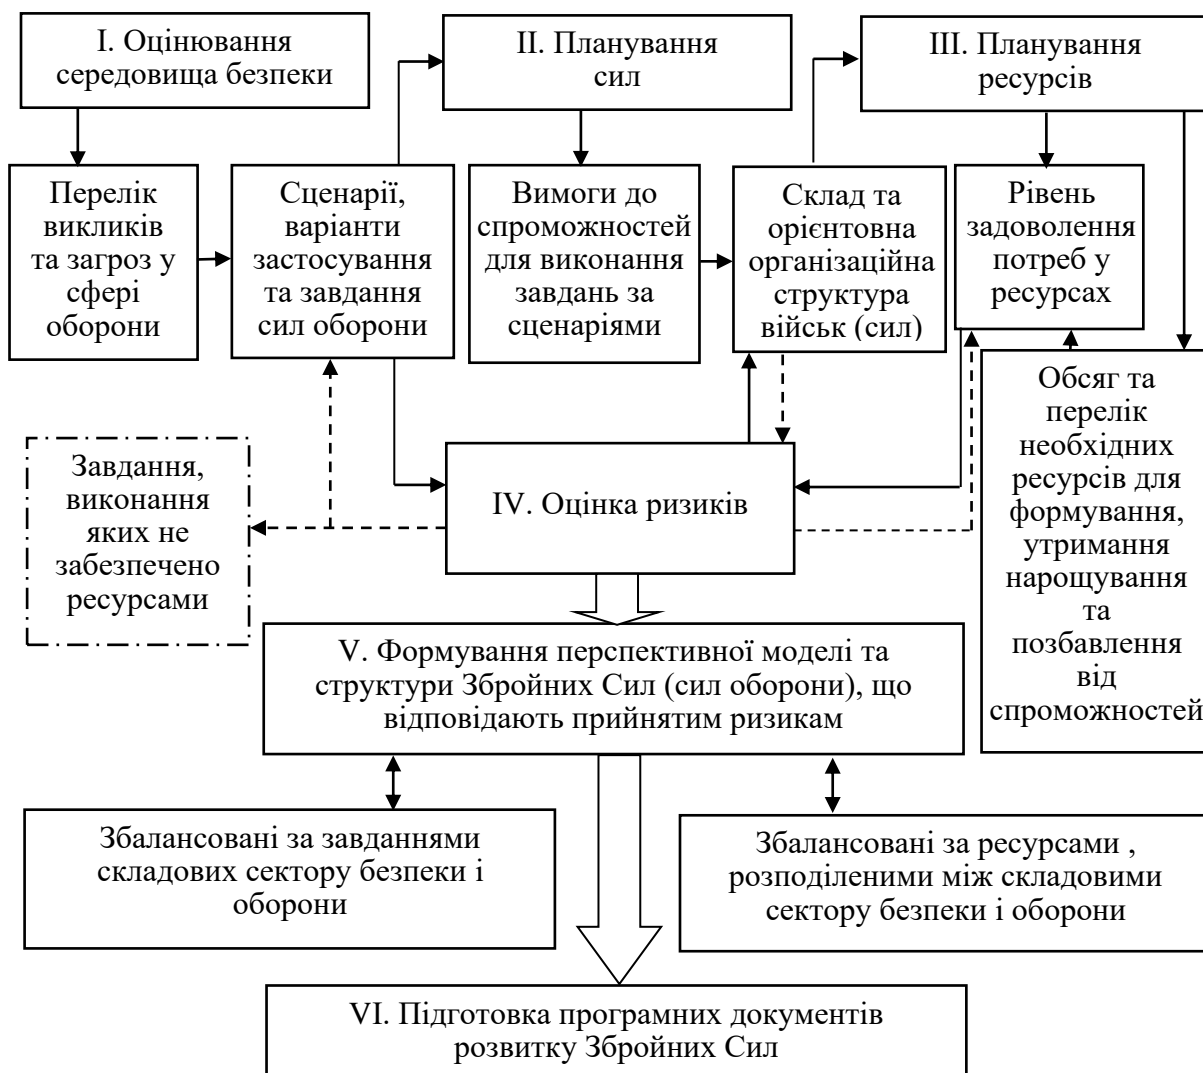 І. Оцінювання
середовища безпеки
ІІ. Планування
сил
ІІІ. Планування
ресурсів
Перелік
викликів
та загроз у
сфері
оборони
Сценарії,
варіанти
застосування
та завдання
сил оборони
Вимоги до
спроможностей
для виконання
завдань за
сценаріями
Склад та
орієнтовна
організаційна
структура
військ (сил)
Рівень
задоволення
потреб у
ресурсах
Обсяг та
перелік
необхідних
ресурсів для
формування,
утримання
нарощування
та
позбавлення
від
спроможностей
Завдання,
виконання
яких не
забезпечено
ресурсами
IV. Оцінка ризиків
V. Формування перспективної моделі та
структури Збройних Сил (сил оборони), що
відповідають прийнятим ризикам
Збалансовані за завданнями
складових сектору безпеки і
оборони
Збалансовані за ресурсами ,
розподіленими між складовими
сектору безпеки і оборони
VI. Підготовка програмних документів
розвитку Збройних Сил